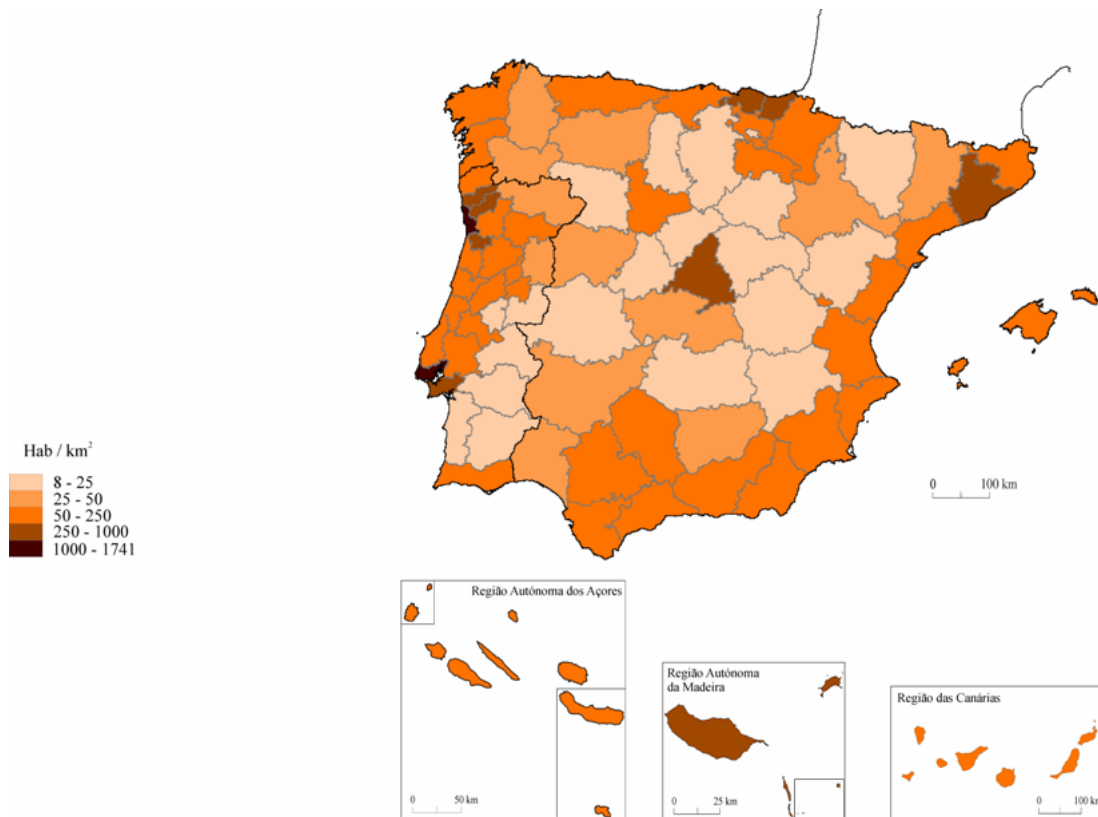 Hab / km²
8 - 25
25 - 50
50 - 250
250 - 1000
1000 - 1741
0 100 km
Região Autónoma dos Açores
0 50 km
Região Autónoma
da Madeira
0 25 km
Região das Canárias
0 100 km